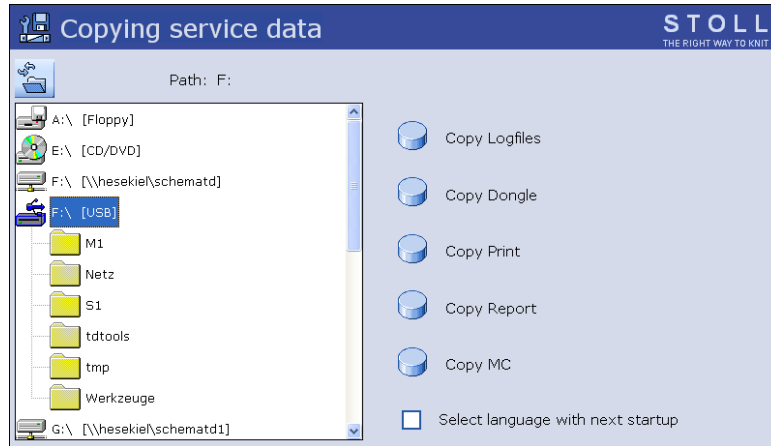 Copying service data
STOLL
THE RIGHT WAY TO KNIT
Path: F:
A:\ [Floppy]
E:\ [CD/DVD]
F:\ [\\hesekiel\schematd]
F:\ [USB]
M1
Netz
S1
tdtools
tmp
Werkzeuge
G:\ [\\hesekiel\schematd1]
Copy Logfiles
Copy Dongle
Copy Print
Copy Report
Copy MC
Select language with next startup